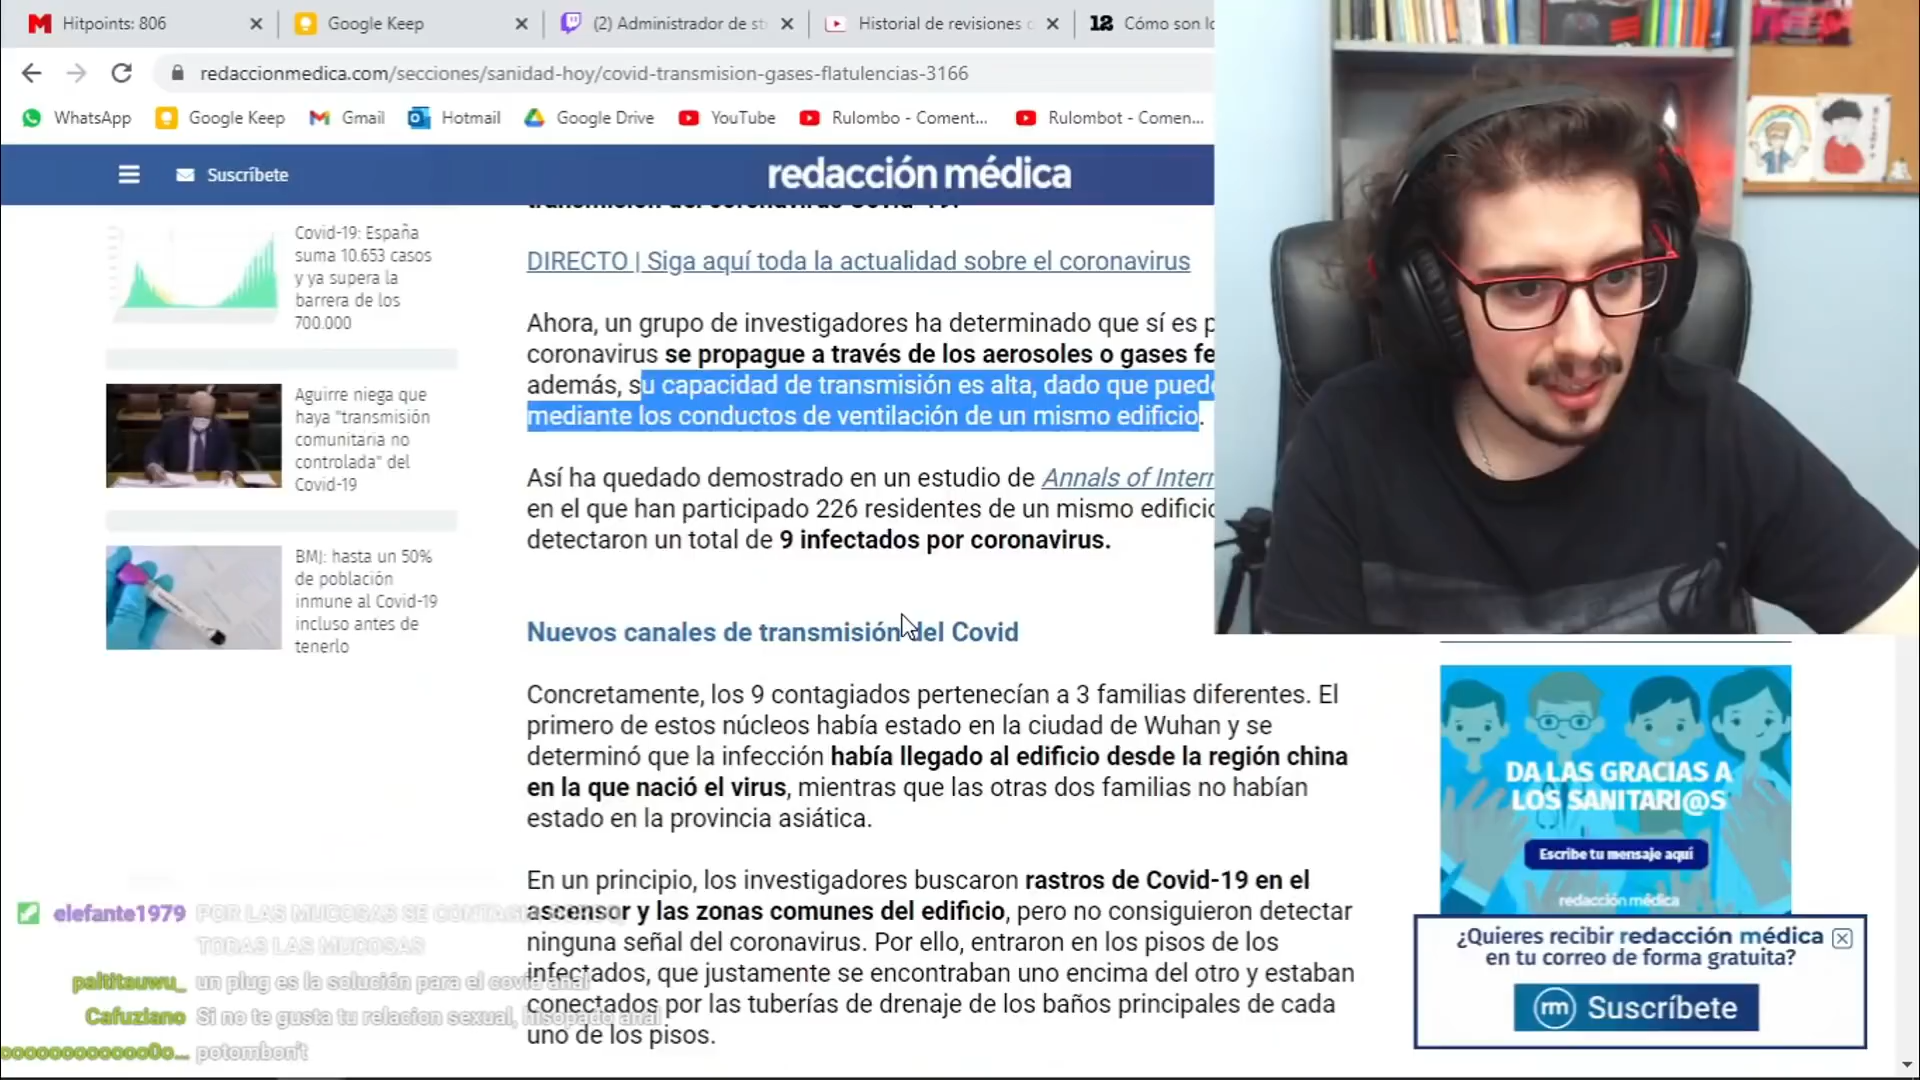 Hitpoints: 806
Google Keep
(2) Administrador de st
Historial de revisiones
12 Cómo son l
redaccionmedica.com/secciones/sanidad-hoy/covid-transmision-gases-flatulencias-3166
WhatsApp
Google Keep
Gmail
Hotmail
Google Drive
YouTube
Rulombo - Coment...
Rulombot - Comen...
Suscríbete
redacción médica
Covid-19: España
suma 10.653 casos
y ya supera la
barrera de los
700.000
Aguirre niega que
haya "transmisión
comunitaria no
controlada" del
Covid-19
BMJ: hasta un 50%
de población
inmune al Covid-19
incluso antes de
tenerlo
transmisión del coronavirus Covid-19.
DIRECTO | Siga aquí toda la actualidad sobre el coronavirus
Ahora, un grupo de investigadores ha determinado que sí es p
coronavirus se propague a través de los aerosoles o gases fe
además, su capacidad de transmisión es alta, dado que puede
mediante los conductos de ventilación de un mismo edificio.
Así ha quedado demostrado en un estudio de Annals of Intern
en el que han participado 226 residentes de un mismo edificio
detectaron un total de 9 infectados por coronavirus.
Nuevos canales de transmisión del Covid
Concretamente, los 9 contagiados pertenecían a 3 familias diferentes. El
primero de estos núcleos había estado en la ciudad de Wuhan y se
determinó que la infección había llegado al edificio desde la región china
en la que nació el virus, mientras que las otras dos familias no habían
estado en la provincia asiática.
En un principio, los investigadores buscaron rastros de Covid-19 en el
ascensor y las zonas comunes del edificio, pero no consiguieron detectar
ninguna señal del coronavirus. Por ello, entraron en los pisos de los
infectados, que justamente se encontraban uno encima del otro y estaban
conectados por las tuberías de drenaje de los baños principales de cada
uno de los pisos.
DA LAS GRACIAS A
LOS SANITARI@S
Escribe tu mensaje aquí
redacción médica
¿Quieres recibir redacción médica
en tu correo de forma gratuita?
rm Suscríbete
elefante1979 POR LAS MUCOSAS SE CONTAGIA
TODAS LAS MUCOSAS
paltitauwu_ un plug es la solución para el covid anal
Cafuziano Si no te gusta tu relacion sexual, hisopado anal
potombon't